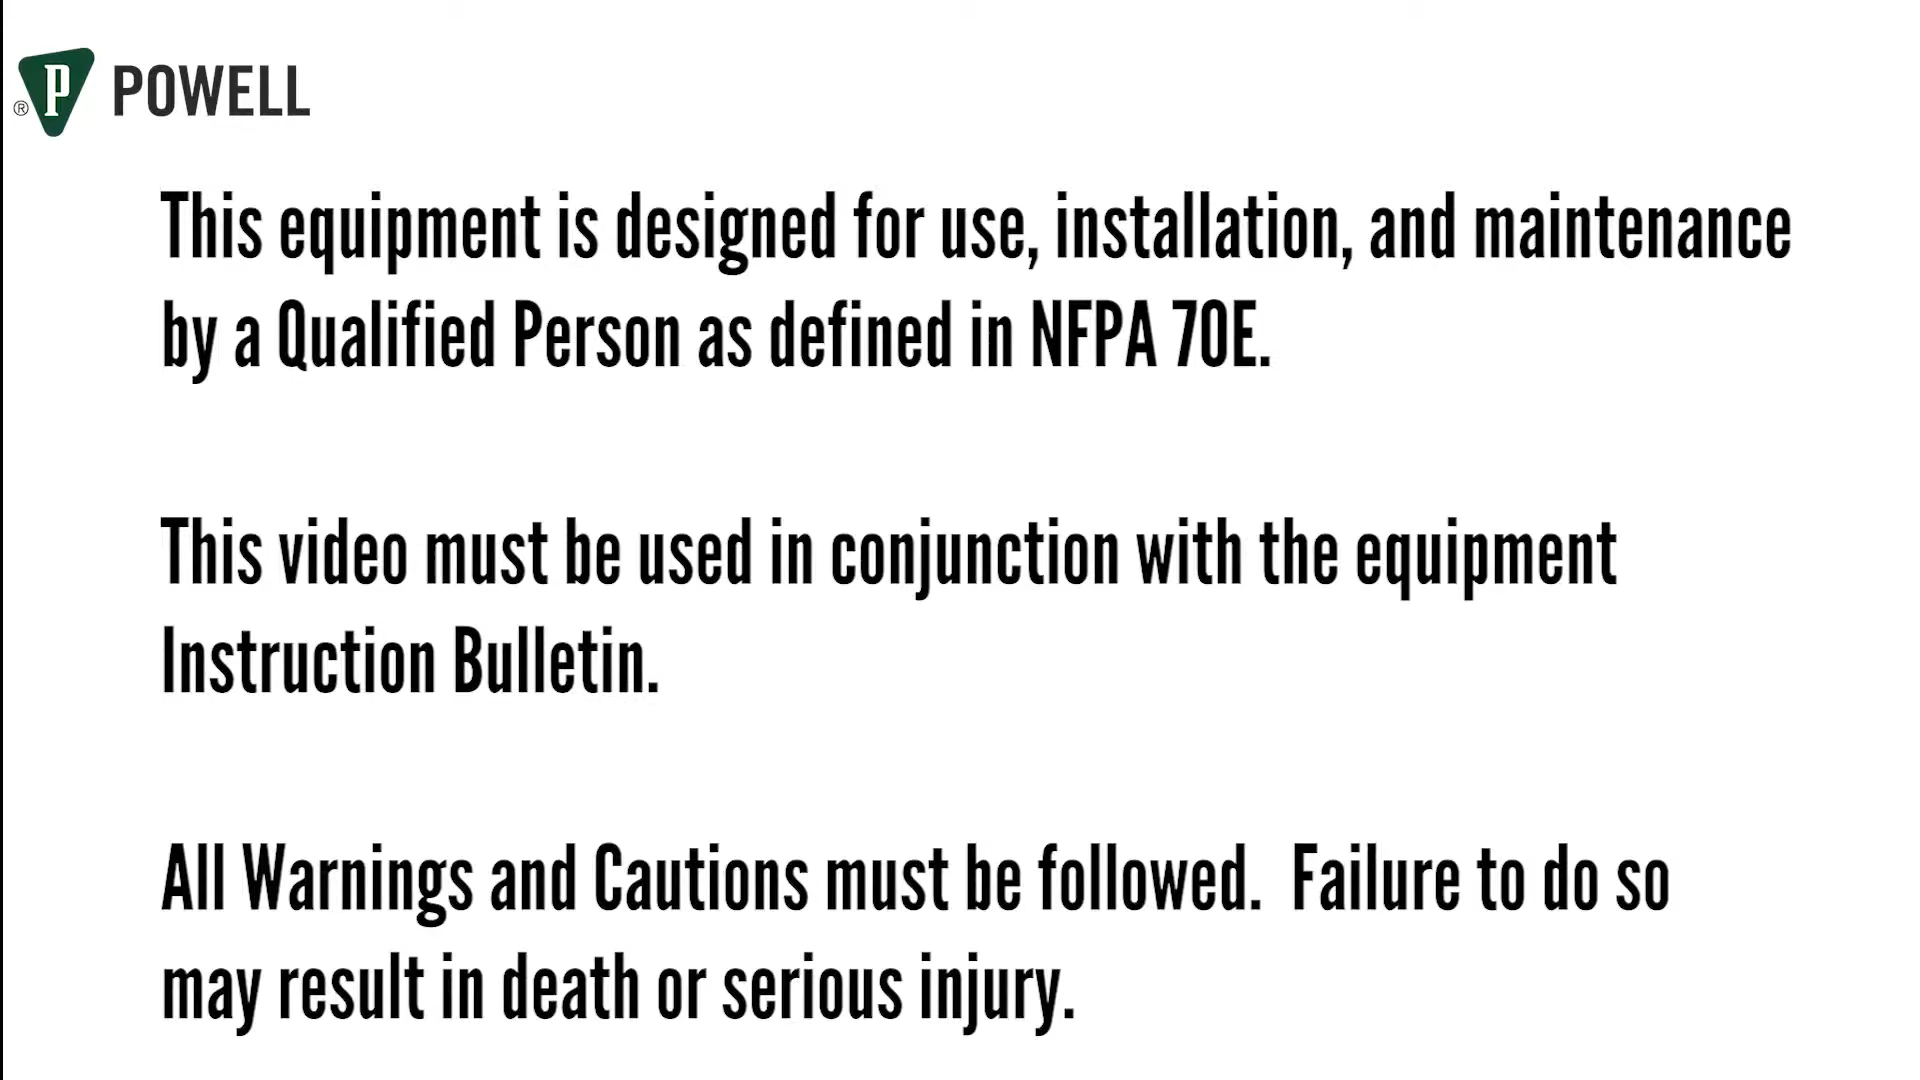 P
® POWELL
This equipment is designed for use, installation, and maintenance
by a Qualified Person as defined in NFPA 70E.
This video must be used in conjunction with the equipment
Instruction Bulletin.
All Warnings and Cautions must be followed.  Failure to do so
may result in death or serious injury.